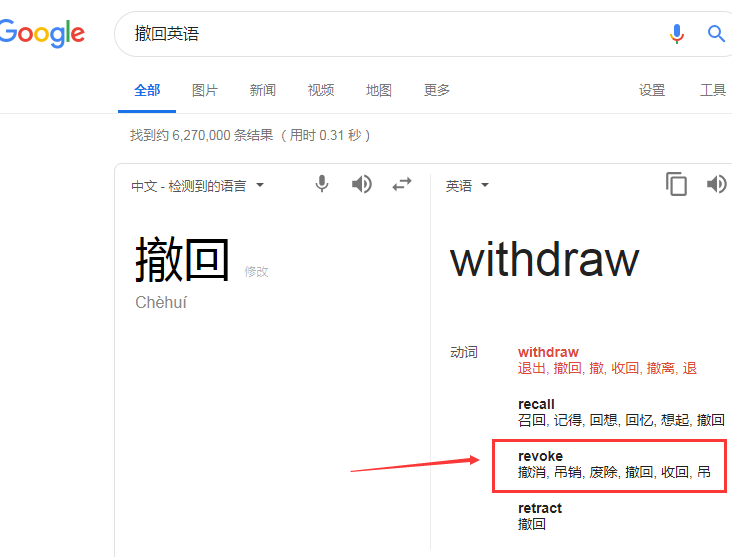 Google
撤回英语
全部 图片 新闻 视频 地图 更多 设置 工具
找到约 6,270,000 条结果 （用时 0.31 秒）
中文 - 检测到的语言 英语
撤回 修改
withdraw
Chèhuí
动词 withdraw
退出, 撤回, 撤, 收回, 撤离, 退
recall
召回, 记得, 回想, 回忆, 想起, 撤回
revoke
撤消, 吊销, 废除, 撤回, 收回, 吊
retract
撤回